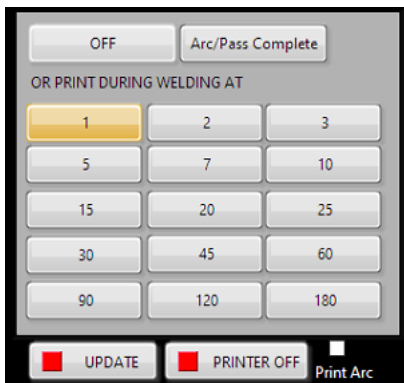 OFF Arc/Pass Complete
OR PRINT DURING WELDING AT
1 2 3
5 7 10
15 20 25
30 45 60
90 120 180
UPDATE PRINTER OFF Print Arc